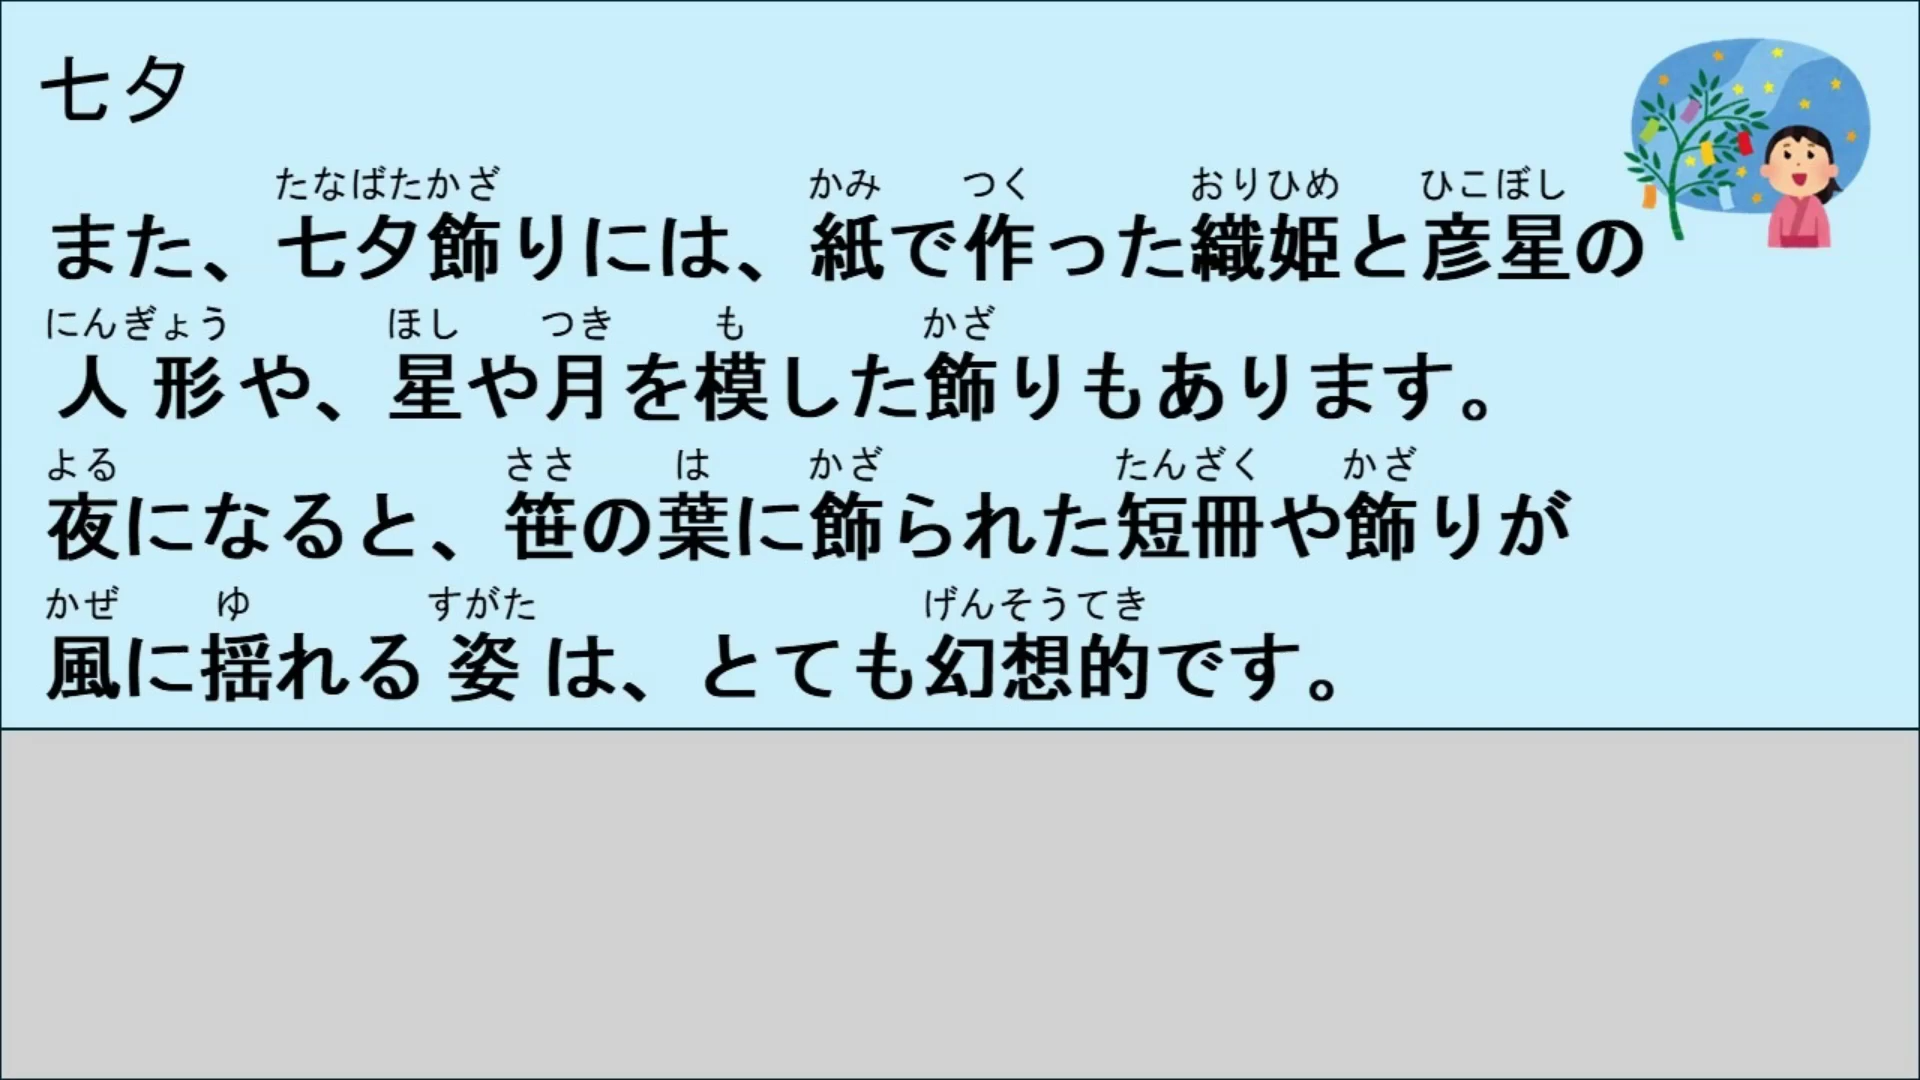 七夕
たなばたかざ かみ つく おりひめ ひこぼし
また、七夕飾りには、紙で作った織姫と彦星の
にんぎょう ほし つき も かざ
人形や、星や月を模した飾りもあります。
よる ささ は かざ たんざく かざ
夜になると、笹の葉に飾られた短冊や飾りが
かぜ ゆ すがた げんそうてき
風に揺れる姿は、とても幻想的です。